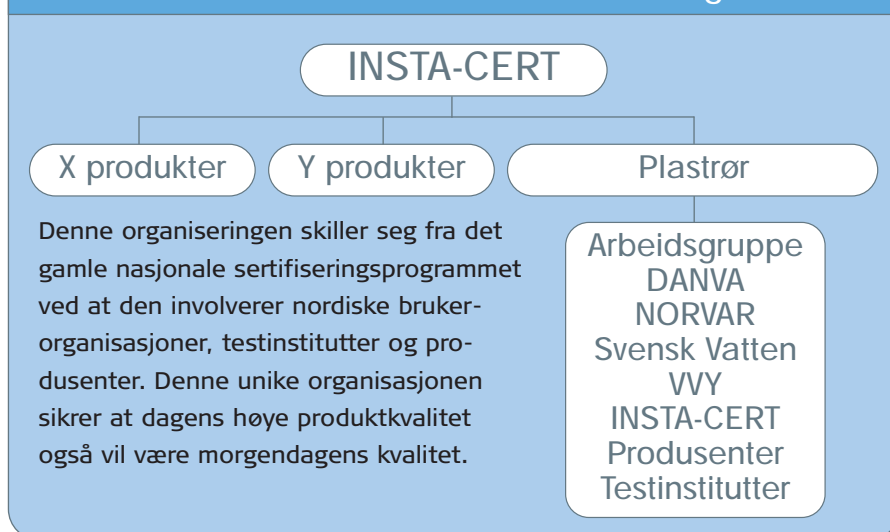 INSTA-CERT
X produkter
Y produkter
Plastrør
Denne organiseringen skiller seg fra det
gamle nasjonale sertifiseringsprogrammet
ved at den involverer nordiske bruker-
organisasjoner, testinstitutter og pro-
dusenter. Denne unike organisasjonen
sikrer at dagens høye produktkvalitet
også vil være morgendagens kvalitet.
Arbeidsgruppe
DANVA
NORVAR
Svensk Vatten
VVY
INSTA-CERT
Produsenter
Testinstitutter